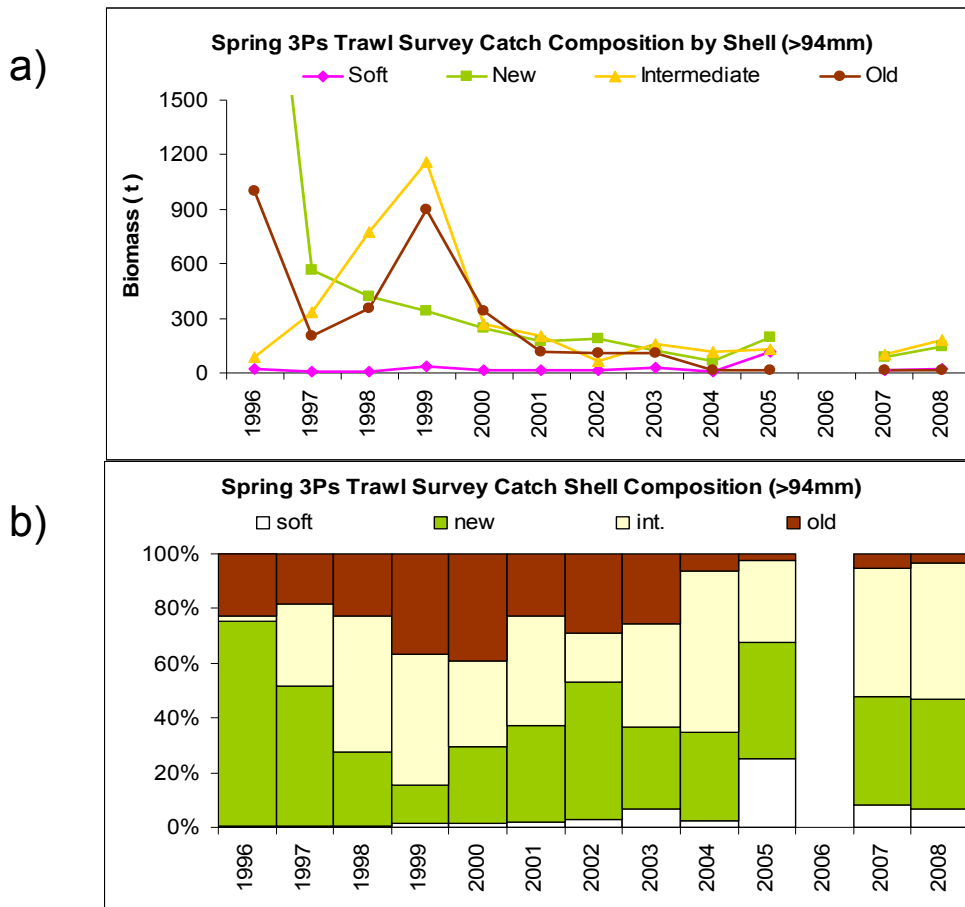 a)
Spring 3Ps Trawl Survey Catch Composition by Shell (>94mm)
Soft New Intermediate Old
1500
1200
900
600
300
0
Biomass ( t )
1996 1997 1998 1999 2000 2001 2002 2003 2004 2005 2006 2007 2008
b)
Spring 3Ps Trawl Survey Catch Shell Composition (>94mm)
soft new int. old
100%
80%
60%
40%
20%
0%
1996 1997 1998 1999 2000 2001 2002 2003 2004 2005 2006 2007 2008